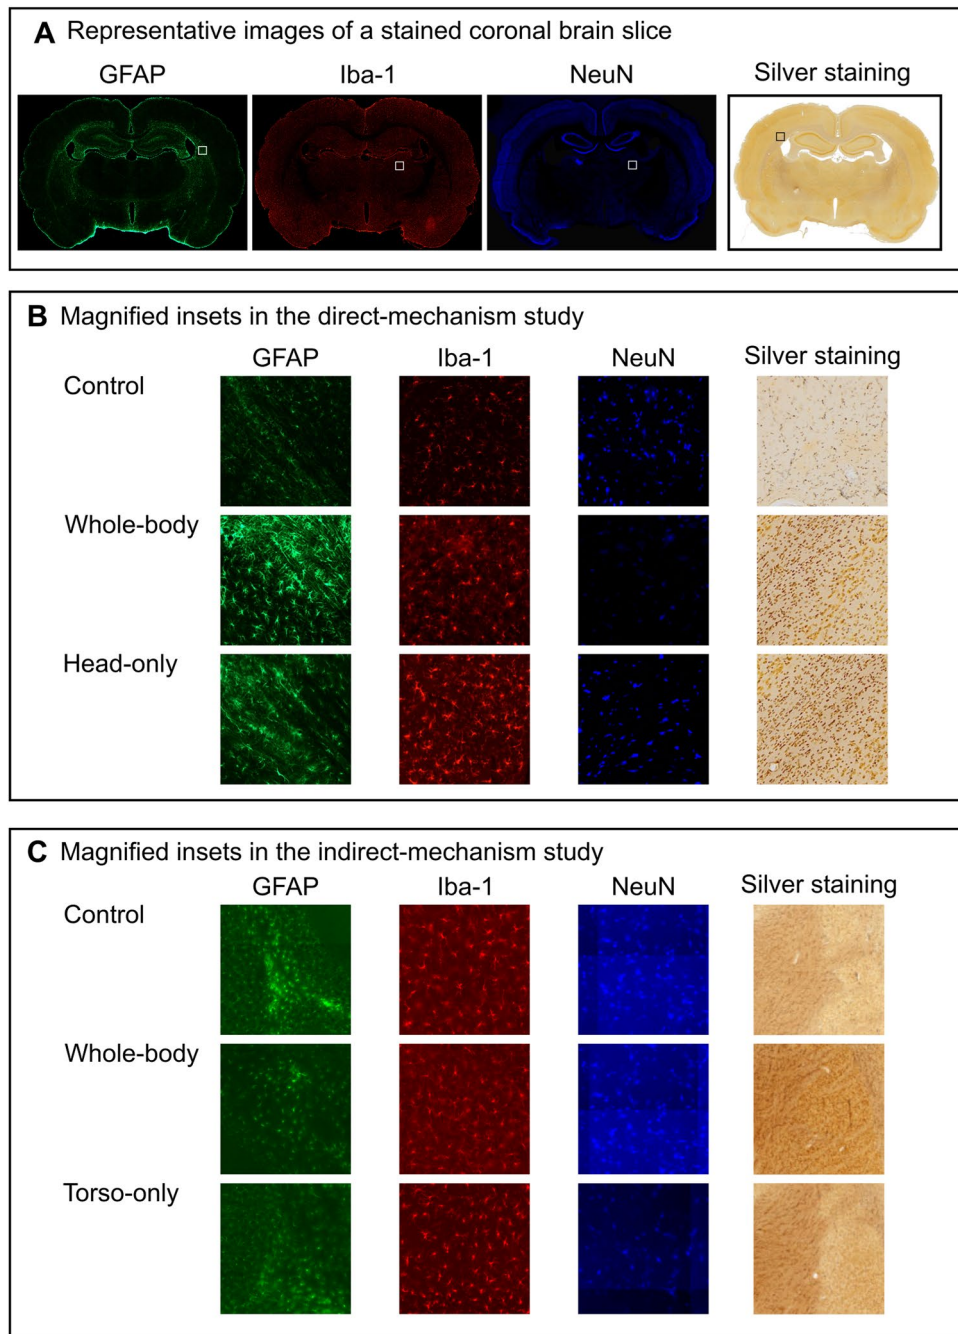 A Representative images of a stained coronal brain slice
GFAP Iba-1 NeuN Silver staining
B Magnified insets in the direct-mechanism study
GFAP Iba-1 NeuN Silver staining
Control
Whole-body
Head-only
C Magnified insets in the indirect-mechanism study
GFAP Iba-1 NeuN Silver staining
Control
Whole-body
Torso-only